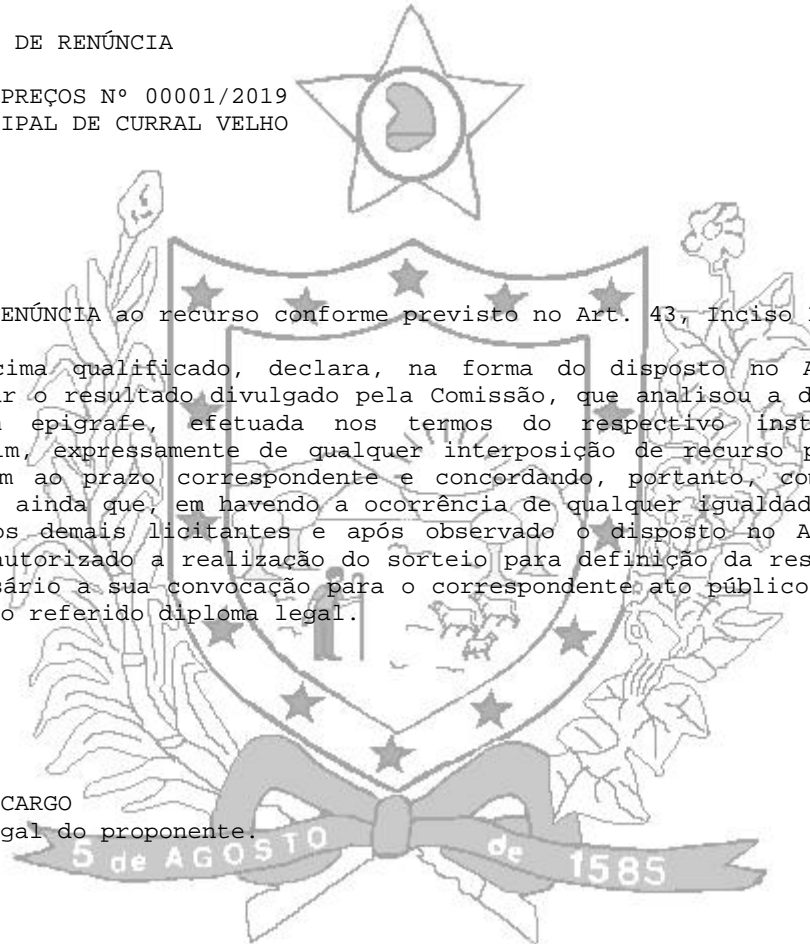 DE RENÚNCIA
PREÇOS Nº 00001/2019
IPAL DE CURRAL VELHO
ENÚNCIA ao recurso conforme previsto no Art. 43, Inciso
cima qualificado, declara, na forma do disposto no A
r o resultado divulgado pela Comissão, que analisou a d
epigrafe, efetuada nos termos do respectivo inst
im, expressamente de qualquer interposição de recurso p
m ao prazo correspondente e concordando, portanto, co
ainda que, em havendo a ocorrência de qualquer igualdad
os demais licitantes e após observado o disposto no A
autorizado a realização do sorteio para definição da res
sário a sua convocação para o correspondente ato público
o referido diploma legal.
CARGO
gal do proponente.
5 de AGOSTO de 1585